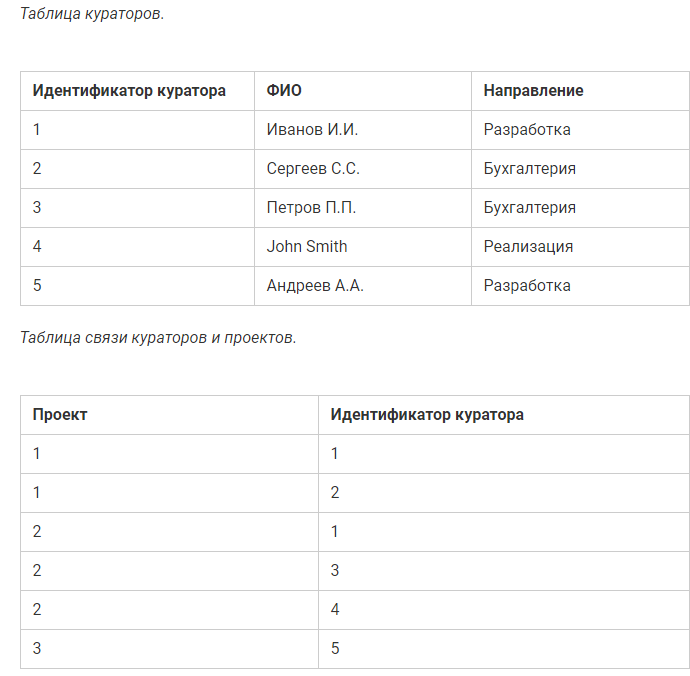 Таблица кураторов.
Идентификатор куратора ФИО Направление
1 Иванов И.И. Разработка
2 Сергеев С.С. Бухгалтерия
3 Петров П.П. Бухгалтерия
4 John Smith Реализация
5 Андреев А.А. Разработка
Таблица связи кураторов и проектов.
Проект Идентификатор куратора
1 1
1 2
2 1
2 3
2 4
3 5